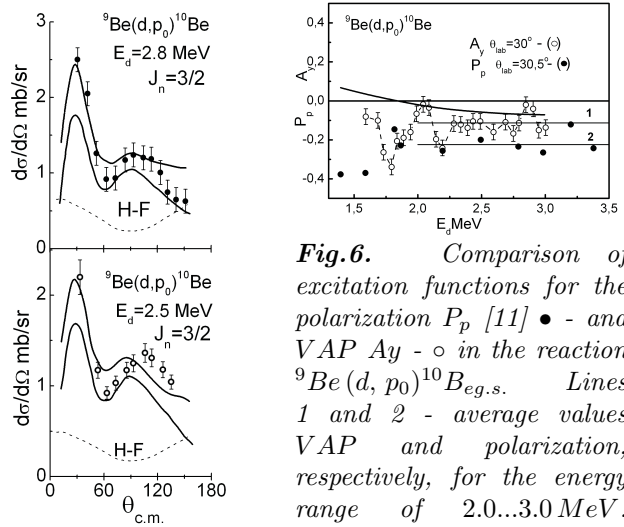 ⁹Be(d,p₀)¹⁰Be
E_d=2.8 MeV
J_n=3/2
dσ/dΩ mb/sr
3
2
1
0
H-F
⁹Be(d,p₀)¹⁰Be
E_d=2.5 MeV
J_n=3/2
dσ/dΩ mb/sr
2
1
0
H-F
0 60 120 180
θ_c.m.
⁹Be(d,p₀)¹⁰Be
A_y θ_lab=30° - (○)
P_p θ_lab=30,5°- (●)
P_p A_y
0,4
0,2
0,0
-0,2
-0,4
1
2
1,5 2,0 2,5 3,0 3,5
E_d MeV
Fig.6. Comparison of
excitation functions for the
polarization P_p [11] ● - and
VAP Ay - ○ in the reaction
⁹Be (d, p₀)¹⁰B_{eg.s.} Lines
1 and 2 - average values
VAP and polarization,
respectively, for the energy
range of 2.0...3.0 MeV.